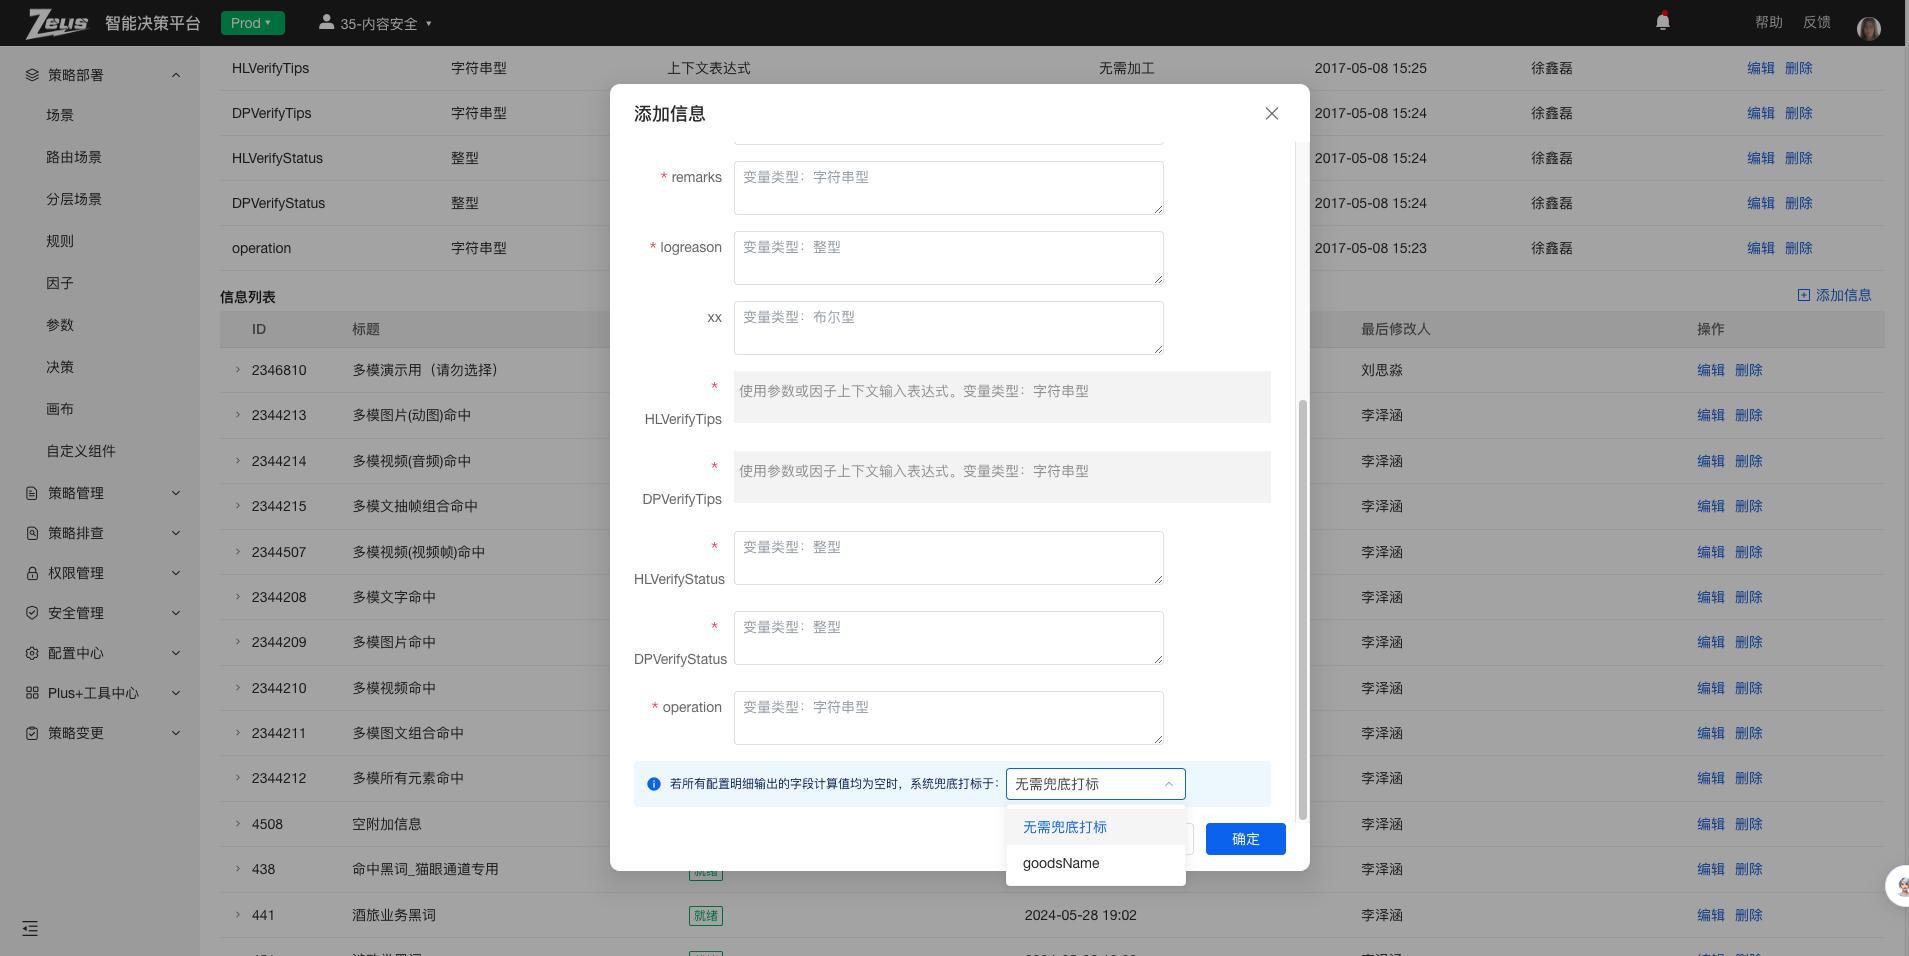 Zeus 智能决策平台 Prod 35-内容安全 帮助 反馈
策略部署
场景
路由场景
分层场景
规则
因子
参数
决策
画布
自定义组件
策略管理
策略排查
权限管理
安全管理
配置中心
Plus+工具中心
策略变更
HLVerifyTips 字符串型 上下文表达式 无需加工 2017-05-08 15:25 徐鑫磊 编辑 删除
DPVerifyTips 字符串型 2017-05-08 15:24 徐鑫磊 编辑 删除
HLVerifyStatus 整型 2017-05-08 15:24 徐鑫磊 编辑 删除
DPVerifyStatus 整型 2017-05-08 15:24 徐鑫磊 编辑 删除
operation 字符串型 2017-05-08 15:23 徐鑫磊 编辑 删除
信息列表 添加信息
ID 标题 最后修改人 操作
2346810 多模演示用（请勿选择） 刘思淼 编辑 删除
2344213 多模图片(动图)命中 李泽涵 编辑 删除
2344214 多模视频(音频)命中 李泽涵 编辑 删除
2344215 多模文抽帧组合命中 李泽涵 编辑 删除
2344507 多模视频(视频帧)命中 李泽涵 编辑 删除
2344208 多模文字命中 李泽涵 编辑 删除
2344209 多模图片命中 李泽涵 编辑 删除
2344210 多模视频命中 李泽涵 编辑 删除
2344211 多模图文组合命中 李泽涵 编辑 删除
2344212 多模所有元素命中 李泽涵 编辑 删除
4508 空附加信息 李泽涵 编辑 删除
438 命中黑词_猫眼通道专用 就绪 李泽涵 编辑 删除
441 酒旅业务黑词 就绪 2024-05-28 19:02 李泽涵 编辑 删除
添加信息
* remarks 变量类型：字符串型
* logreason 变量类型：整型
xx 变量类型：布尔型
* HLVerifyTips 使用参数或因子上下文输入表达式。变量类型：字符串型
* DPVerifyTips 使用参数或因子上下文输入表达式。变量类型：字符串型
* HLVerifyStatus 变量类型：整型
* DPVerifyStatus 变量类型：整型
* operation 变量类型：字符串型
若所有配置明细输出的字段计算值均为空时，系统兜底打标于： 无需兜底打标
无需兜底打标
goodsName
确定